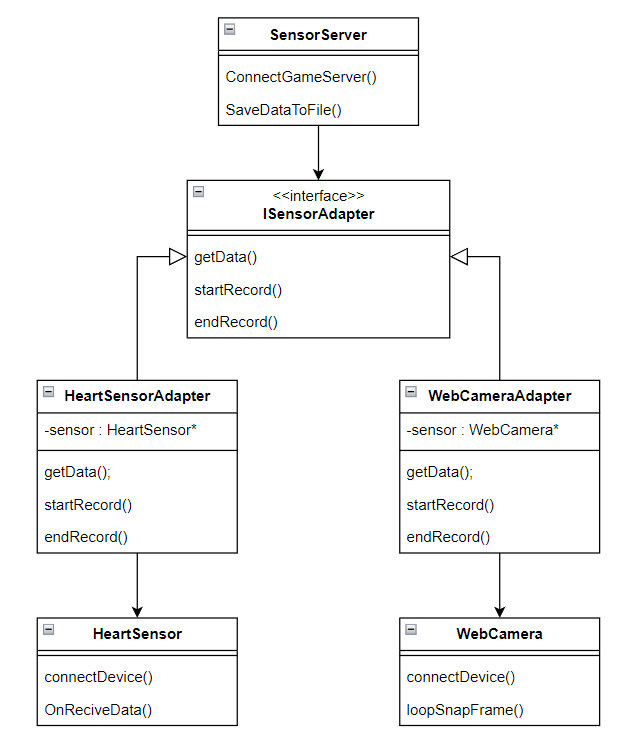 SensorServer
ConnectGameServer()
SaveDataToFile()
<<interface>>
ISensorAdapter
getData()
startRecord()
endRecord()
HeartSensorAdapter
-sensor : HeartSensor*
getData();
startRecord()
endRecord()
WebCameraAdapter
-sensor : WebCamera*
getData();
startRecord()
endRecord()
HeartSensor
connectDevice()
OnReciveData()
WebCamera
connectDevice()
loopSnapFrame()